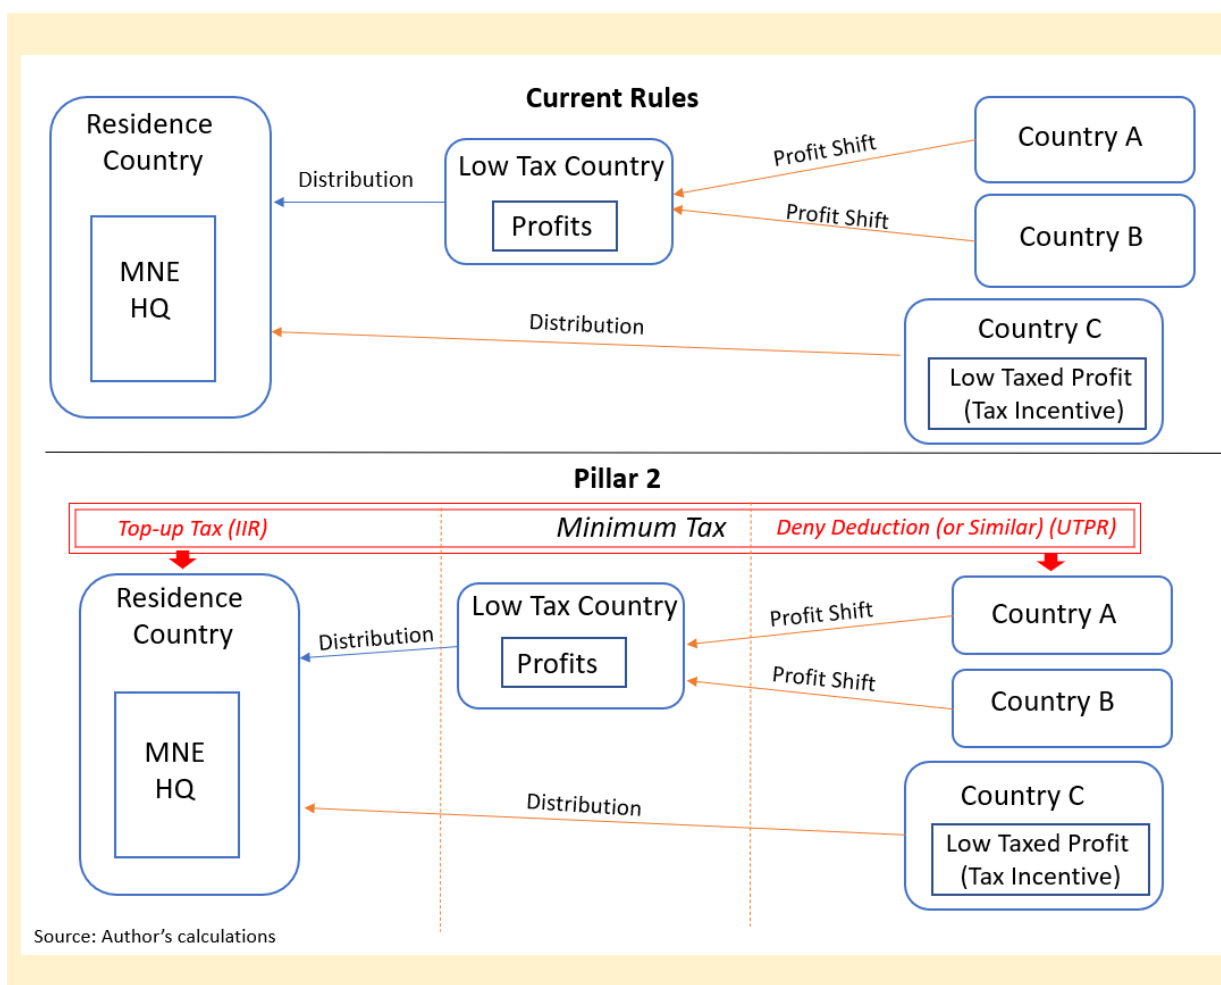 Current Rules
Residence
Country
MNE
HQ
Distribution
Low Tax Country
Profits
Profit Shift
Profit Shift
Country A
Country B
Distribution
Country C
Low Taxed Profit
(Tax Incentive)
Pillar 2
Top-up Tax (IIR)
Minimum Tax
Deny Deduction (or Similar) (UTPR)
Residence
Country
MNE
HQ
Distribution
Low Tax Country
Profits
Profit Shift
Profit Shift
Country A
Country B
Distribution
Country C
Low Taxed Profit
(Tax Incentive)
Source: Author’s calculations